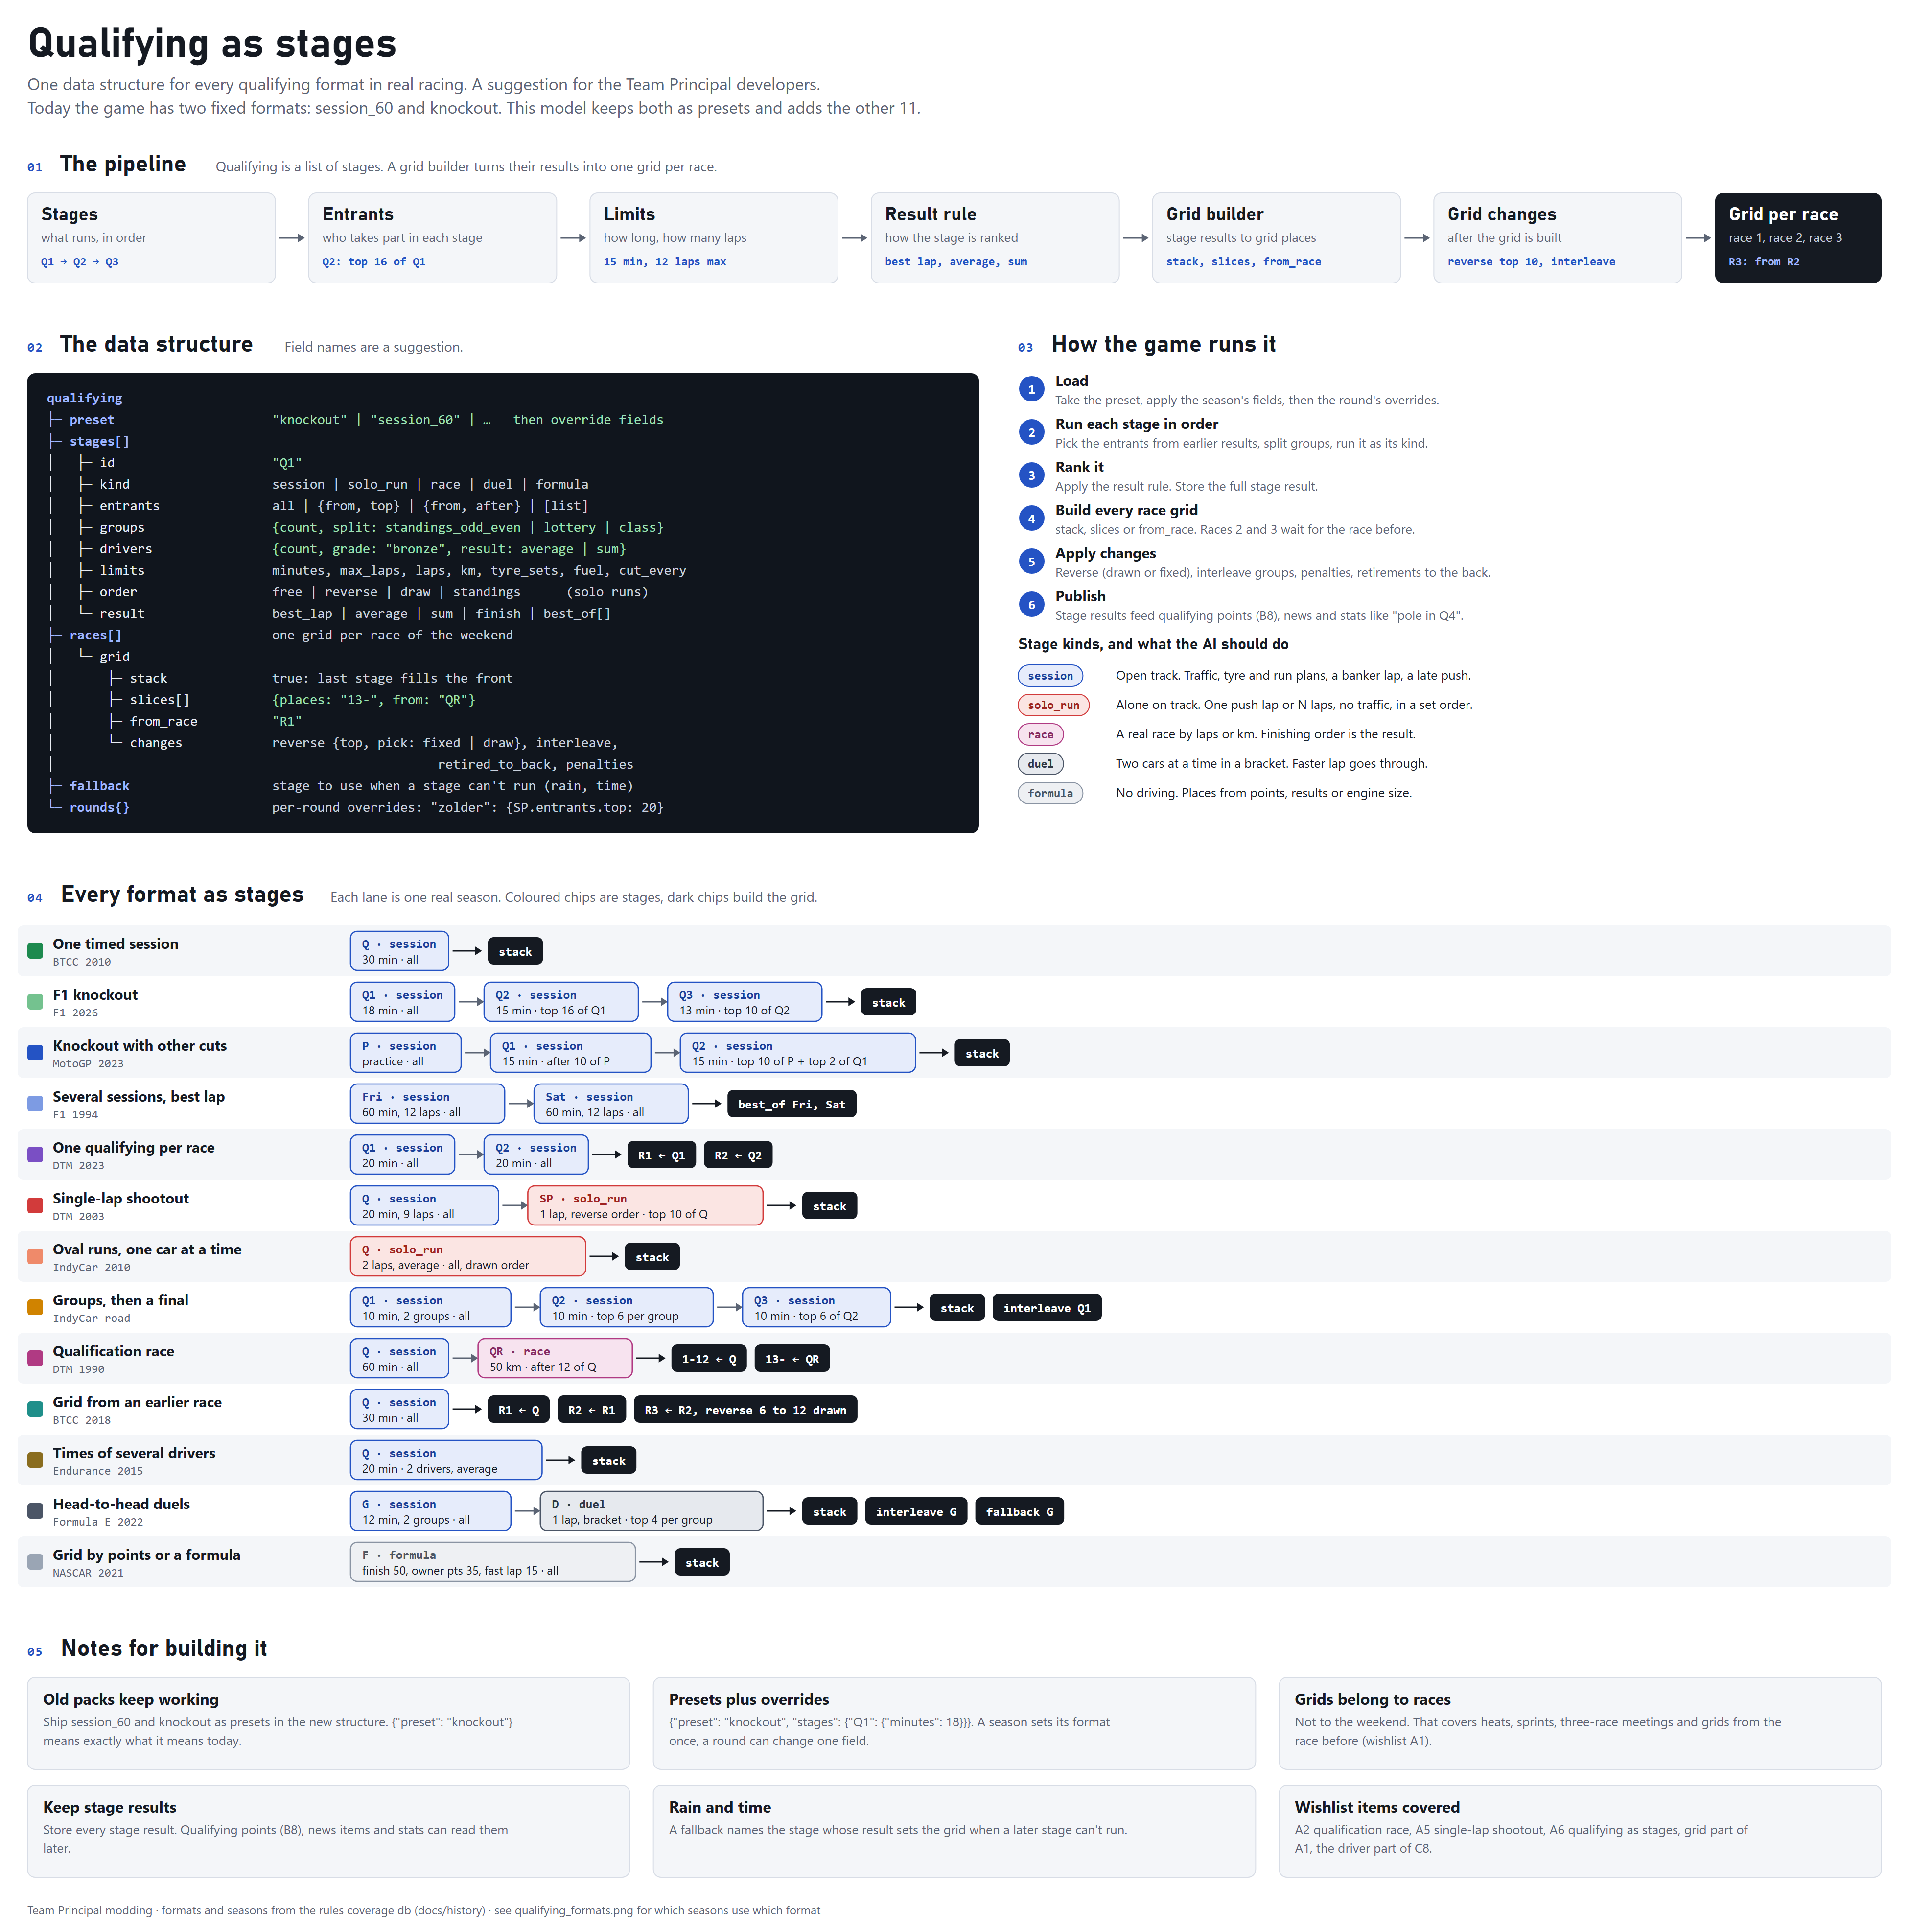 Qualifying as stages
One data structure for every qualifying format in real racing. A suggestion for the Team Principal developers.
Today the game has two fixed formats: session_60 and knockout. This model keeps both as presets and adds the other 11.
01 The pipeline Qualifying is a list of stages. A grid builder turns their results into one grid per race.
Stages
what runs, in order
Q1 → Q2 → Q3
Entrants
who takes part in each stage
Q2: top 16 of Q1
Limits
how long, how many laps
15 min, 12 laps max
Result rule
how the stage is ranked
best lap, average, sum
Grid builder
stage results to grid places
stack, slices, from_race
Grid changes
after the grid is built
reverse top 10, interleave
Grid per race
race 1, race 2, race 3
R3: from R2
02 The data structure Field names are a suggestion.
qualifying
├─ preset "knockout" | "session_60" | … then override fields
├─ stages[]
│ ├─ id "Q1"
│ ├─ kind session | solo_run | race | duel | formula
│ ├─ entrants all | {from, top} | {from, after} | [list]
│ ├─ groups {count, split: standings_odd_even | lottery | class}
│ ├─ drivers {count, grade: "bronze", result: average | sum}
│ ├─ limits minutes, max_laps, laps, km, tyre_sets, fuel, cut_every
│ ├─ order free | reverse | draw | standings (solo runs)
│ └─ result best_lap | average | sum | finish | best_of[]
├─ races[] one grid per race of the weekend
│ └─ grid
│ ├─ stack true: last stage fills the front
│ ├─ slices[] {places: "13-", from: "QR"}
│ ├─ from_race "R1"
│ └─ changes reverse {top, pick: fixed | draw}, interleave,
│ retired_to_back, penalties
├─ fallback stage to use when a stage can't run (rain, time)
└─ rounds{} per-round overrides: "zolder": {SP.entrants.top: 20}
03 How the game runs it
1 Load
Take the preset, apply the season's fields, then the round's overrides.
2 Run each stage in order
Pick the entrants from earlier results, split groups, run it as its kind.
3 Rank it
Apply the result rule. Store the full stage result.
4 Build every race grid
stack, slices or from_race. Races 2 and 3 wait for the race before.
5 Apply changes
Reverse (drawn or fixed), interleave groups, penalties, retirements to the back.
6 Publish
Stage results feed qualifying points (B8), news and stats like "pole in Q4".
Stage kinds, and what the AI should do
session Open track. Traffic, tyre and run plans, a banker lap, a late push.
solo_run Alone on track. One push lap or N laps, no traffic, in a set order.
race A real race by laps or km. Finishing order is the result.
duel Two cars at a time in a bracket. Faster lap goes through.
formula No driving. Places from points, results or engine size.
04 Every format as stages Each lane is one real season. Coloured chips are stages, dark chips build the grid.
One timed session
BTCC 2010
Q · session
30 min · all
stack
F1 knockout
F1 2026
Q1 · session
18 min · all
Q2 · session
15 min · top 16 of Q1
Q3 · session
13 min · top 10 of Q2
stack
Knockout with other cuts
MotoGP 2023
P · session
practice · all
Q1 · session
15 min · after 10 of P
Q2 · session
15 min · top 10 of P + top 2 of Q1
stack
Several sessions, best lap
F1 1994
Fri · session
60 min, 12 laps · all
Sat · session
60 min, 12 laps · all
best_of Fri, Sat
One qualifying per race
DTM 2023
Q1 · session
20 min · all
Q2 · session
20 min · all
R1 ← Q1
R2 ← Q2
Single-lap shootout
DTM 2003
Q · session
20 min, 9 laps · all
SP · solo_run
1 lap, reverse order · top 10 of Q
stack
Oval runs, one car at a time
IndyCar 2010
Q · solo_run
2 laps, average · all, drawn order
stack
Groups, then a final
IndyCar road
Q1 · session
10 min, 2 groups · all
Q2 · session
10 min · top 6 per group
Q3 · session
10 min · top 6 of Q2
stack
interleave Q1
Qualification race
DTM 1990
Q · session
60 min · all
QR · race
50 km · after 12 of Q
1-12 ← Q
13- ← QR
Grid from an earlier race
BTCC 2018
Q · session
30 min · all
R1 ← Q
R2 ← R1
R3 ← R2, reverse 6 to 12 drawn
Times of several drivers
Endurance 2015
Q · session
20 min · 2 drivers, average
stack
Head-to-head duels
Formula E 2022
G · session
12 min, 2 groups · all
D · duel
1 lap, bracket · top 4 per group
stack
interleave G
fallback G
Grid by points or a formula
NASCAR 2021
F · formula
finish 50, owner pts 35, fast lap 15 · all
stack
05 Notes for building it
Old packs keep working
Ship session_60 and knockout as presets in the new structure. {"preset": "knockout"}
means exactly what it means today.
Presets plus overrides
{"preset": "knockout", "stages": {"Q1": {"minutes": 18}}}. A season sets its format
once, a round can change one field.
Grids belong to races
Not to the weekend. That covers heats, sprints, three-race meetings and grids from the
race before (wishlist A1).
Keep stage results
Store every stage result. Qualifying points (B8), news items and stats can read them
later.
Rain and time
A fallback names the stage whose result sets the grid when a later stage can't run.
Wishlist items covered
A2 qualification race, A5 single-lap shootout, A6 qualifying as stages, grid part of
A1, the driver part of C8.
Team Principal modding · formats and seasons from the rules coverage db (docs/history) · see qualifying_formats.png for which seasons use which format